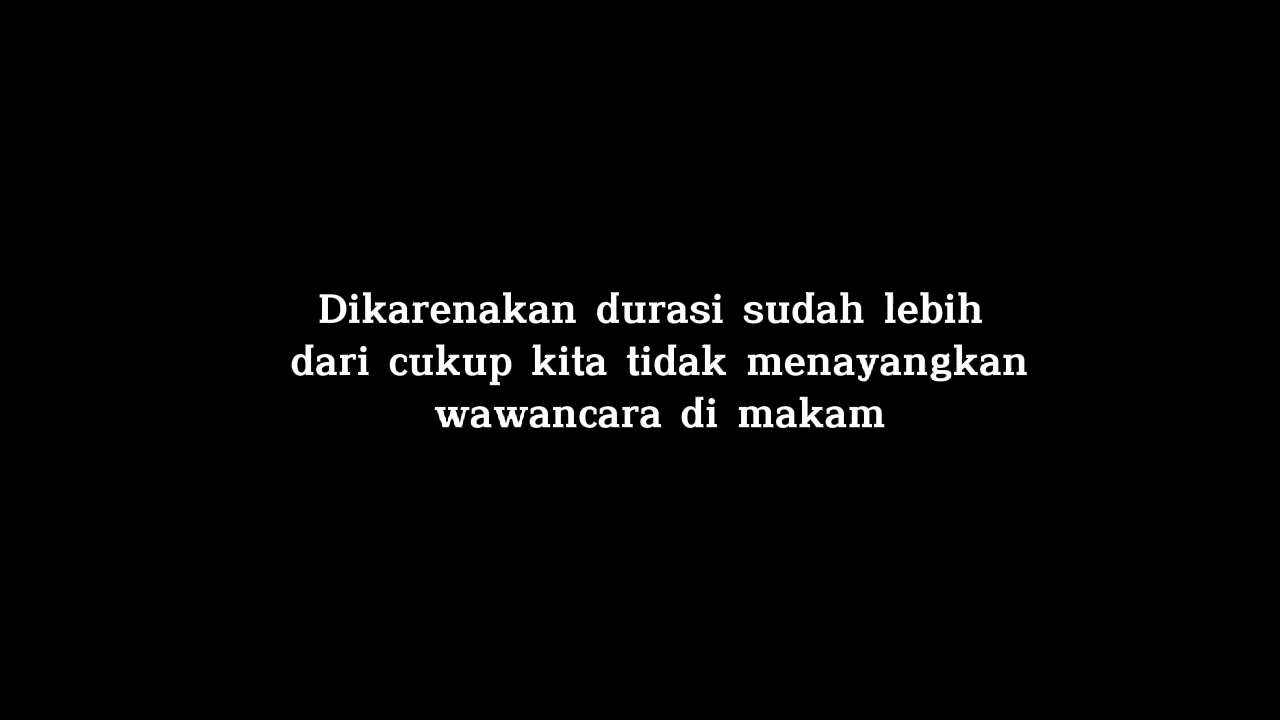 Dikarenakan durasi sudah lebih
dari cukup kita tidak menayangkan
wawancara di makam